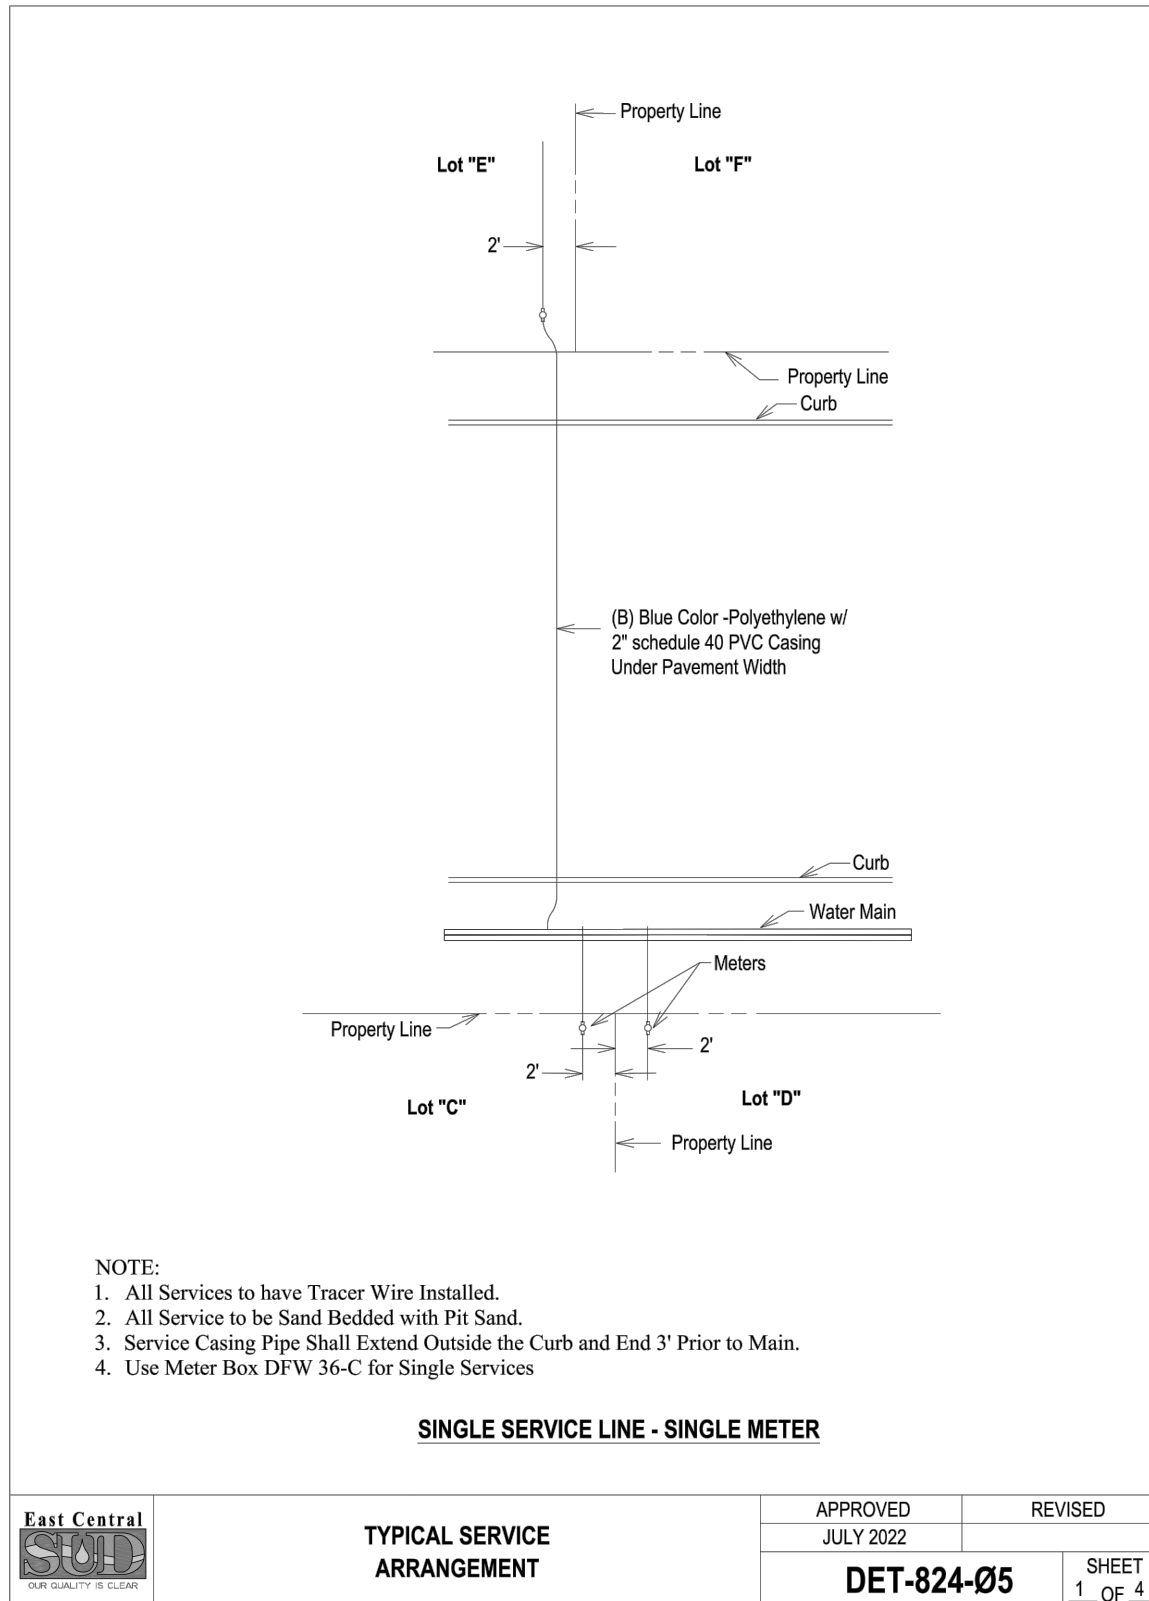 Property Line
Lot "E"
Lot "F"
2'
Property Line
Curb
(B) Blue Color -Polyethylene w/
2" schedule 40 PVC Casing
Under Pavement Width
Curb
Water Main
Meters
Property Line
2'
2'
Lot "C"
Lot "D"
Property Line
NOTE:
1. All Services to have Tracer Wire Installed.
2. All Service to be Sand Bedded with Pit Sand.
3. Service Casing Pipe Shall Extend Outside the Curb and End 3' Prior to Main.
4. Use Meter Box DFW 36-C for Single Services
SINGLE SERVICE LINE - SINGLE METER
East Central
SUD
OUR QUALITY IS CLEAR
TYPICAL SERVICE
ARRANGEMENT
APPROVED
REVISED
JULY 2022
DET-824-Ø5
SHEET
1 OF 4